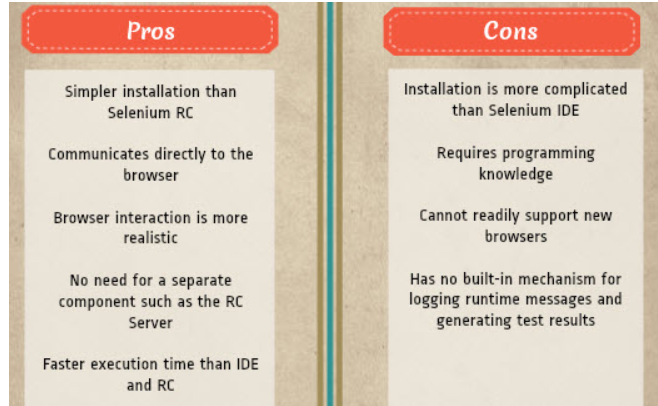 Pros
Simpler installation than
Selenium RC
Communicates directly to the
browser
Browser interaction is more
realistic
No need for a separate
component such as the RC
Server
Faster execution time than IDE
and RC
Cons
Installation is more complicated
than Selenium IDE
Requires programming
knowledge
Cannot readily support new
browsers
Has no built-in mechanism for
logging runtime messages and
generating test results